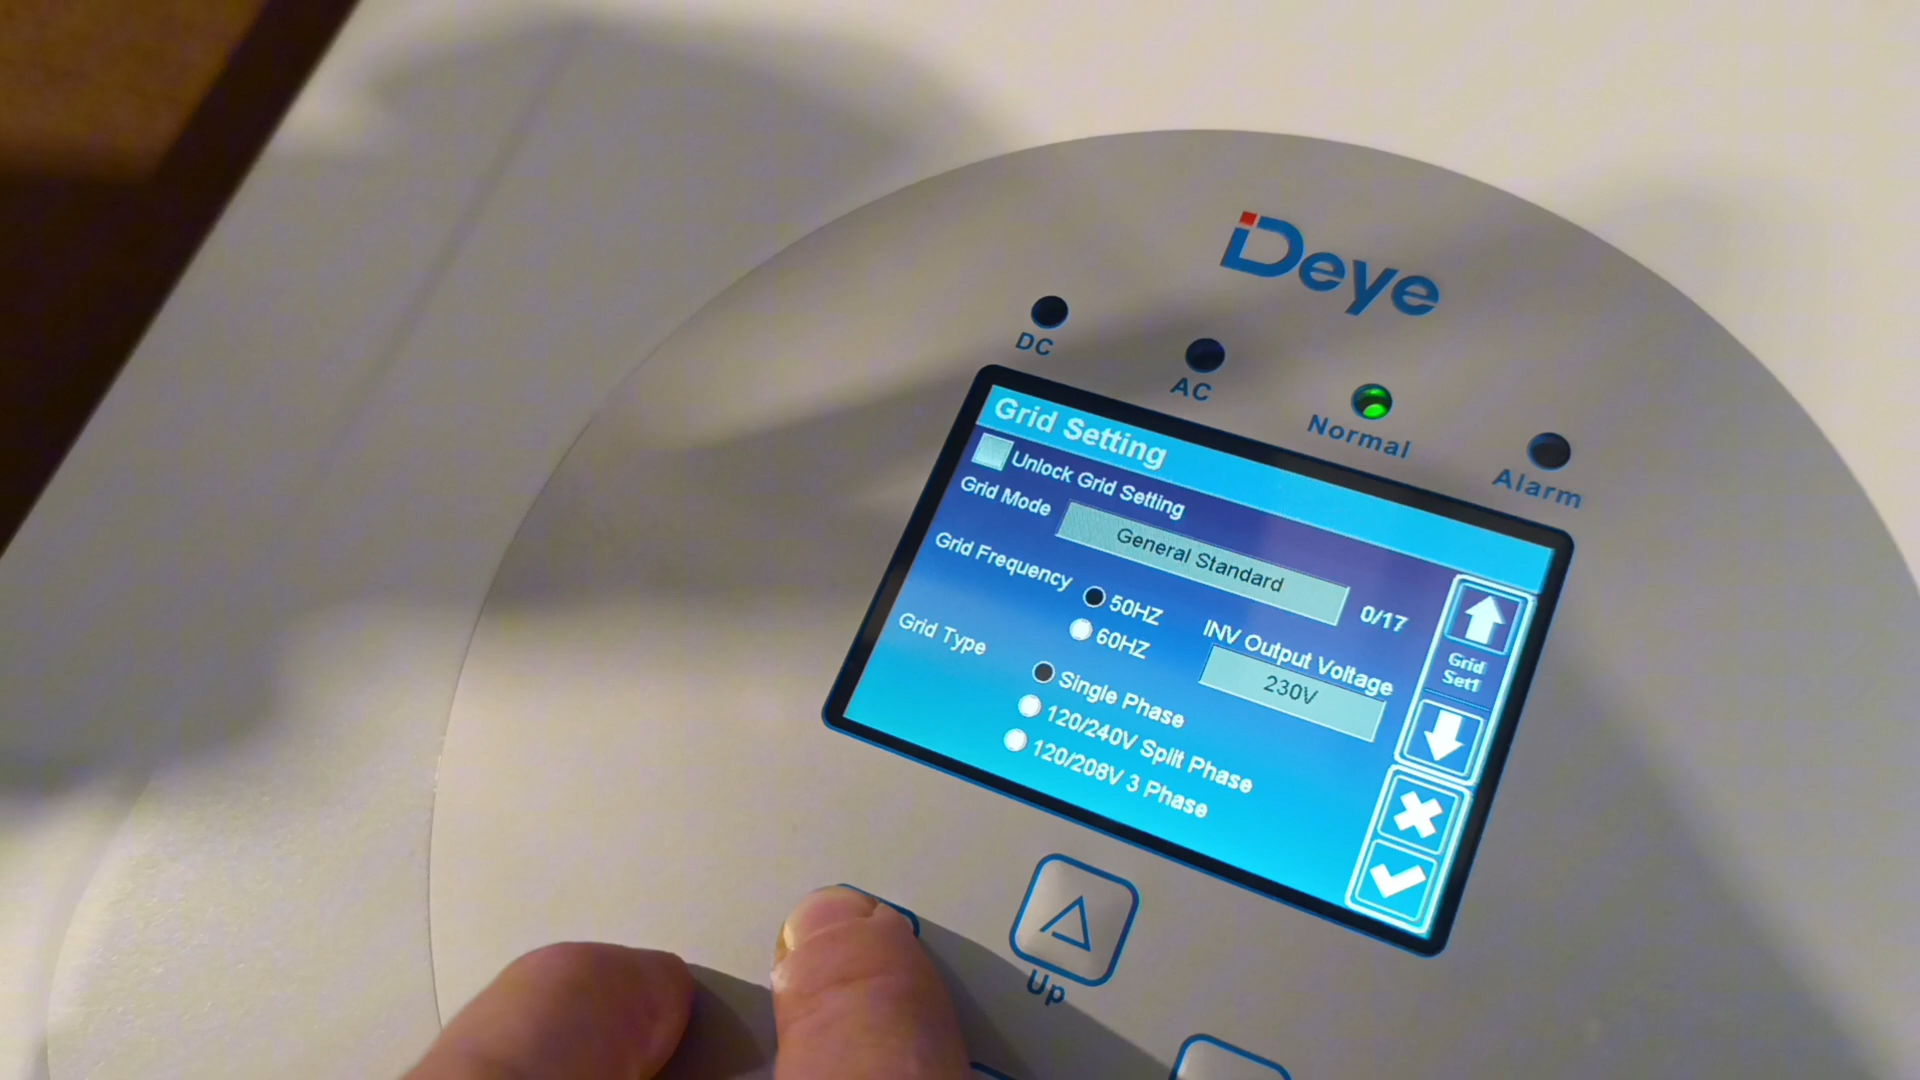 Deye
DC
AC
Normal
Alarm
Grid Setting
Unlock Grid Setting
Grid Mode
General Standard
0/17
Grid Frequency
50HZ
60HZ
INV Output Voltage
230V
Grid Type
Single Phase
120/240V Split Phase
120/208V 3 Phase
Grid
Set1
Up